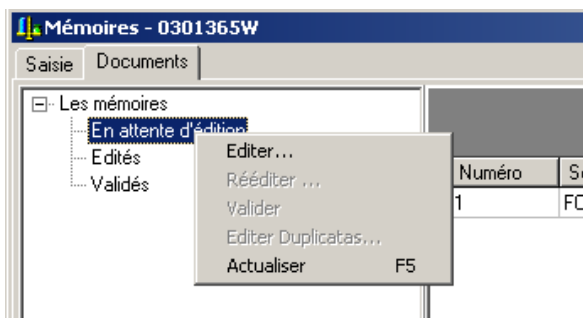 Mémoires - 0301365W
Saisie Documents
Les mémoires
En attente d'édition
Edités
Validés
Editer...
Rééditer ...
Valider
Editer Duplicatas...
Actualiser F5
Numéro
1